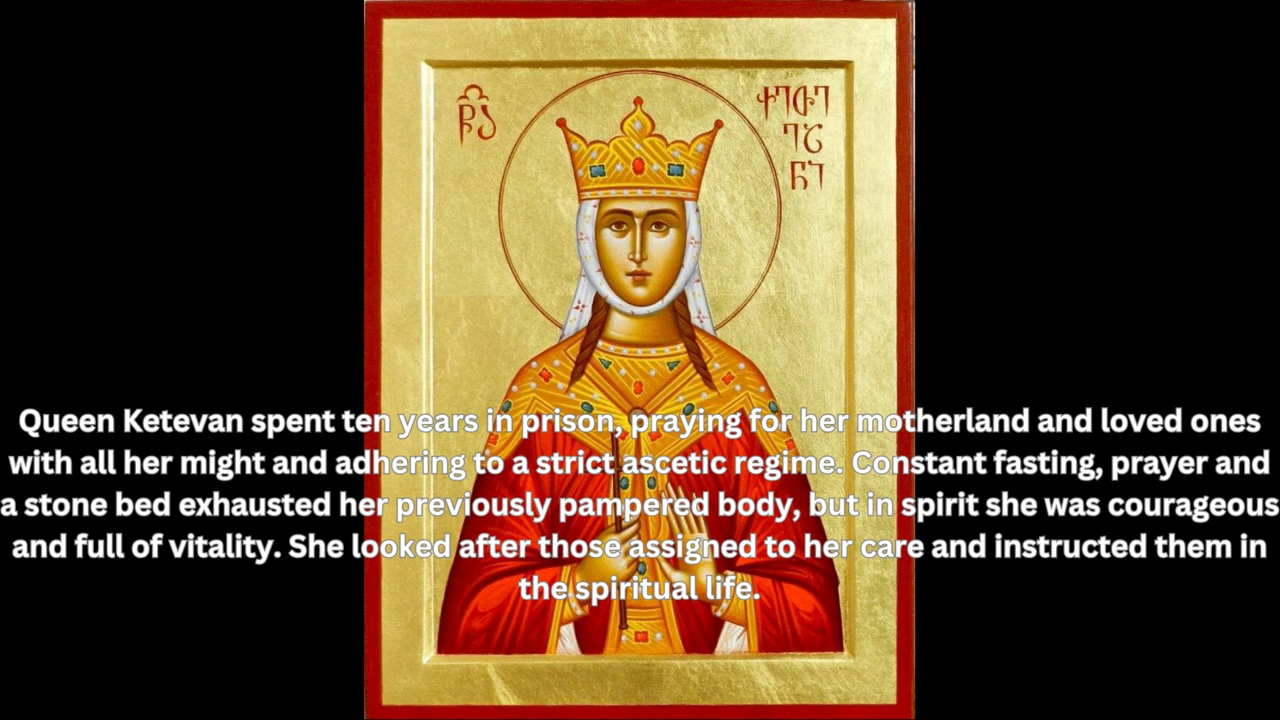 Queen Ketevan spent ten years in prison, praying for her motherland and loved ones
with all her might and adhering to a strict ascetic regime. Constant fasting, prayer and
a stone bed exhausted her previously pampered body, but in spirit she was courageous
and full of vitality. She looked after those assigned to her care and instructed them in
the spiritual life.